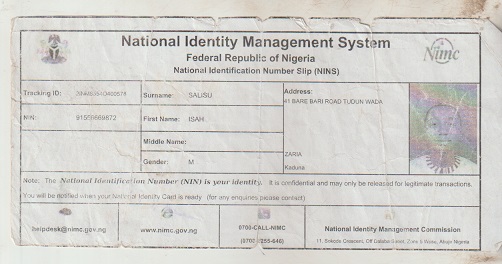 National Identity Management System
Federal Republic of Nigeria
National Identification Number Slip (NINS)
Nimc
Tracking ID:
Surname: SALISU
Address:
41 BARE BARI ROAD TUDUN WADA
NIN:
First Name: ISAH
Middle Name:
ZARIA
Gender: M
Kaduna
Note: The National Identification Number (NIN) is your identity. It is confidential and may only be released for legitimate transactions.
You will be notified when your National Identity Card is ready (for any enquiries please contact)
helpdesk@nimc.gov.ng
www.nimc.gov.ng
0700-CALL-NIMC
(0700-2255-646)
National Identity Management Commission
11, Sokode Crescent, Off Dalaba Street, Zone 5 Wuse, Abuja Nigeria